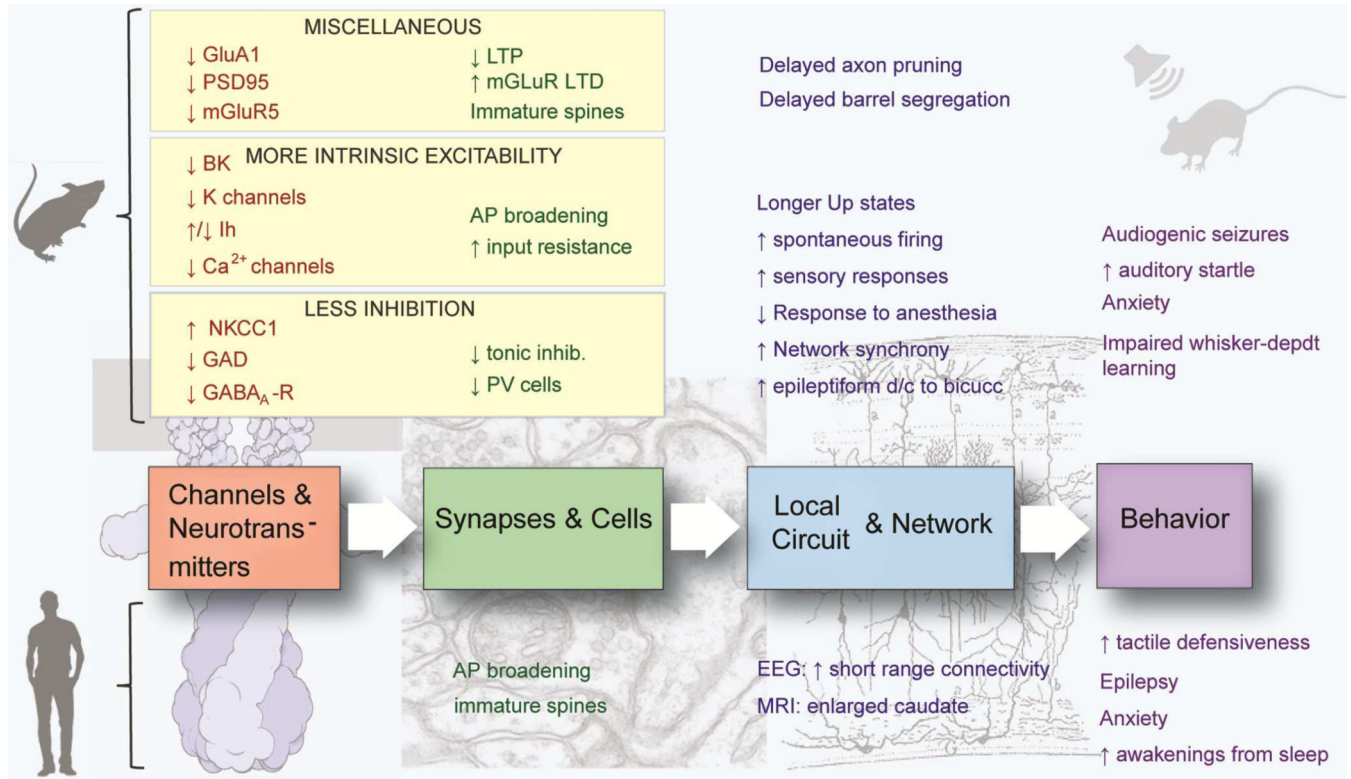 MISCELLANEOUS
↓ GluA1
↓ PSD95
↓ mGluR5
↓ LTP
↑ mGLuR LTD
Immature spines
MORE INTRINSIC EXCITABILITY
↓ BK
↓ K channels
↑/↓ Ih
↓ Ca²⁺ channels
AP broadening
↑ input resistance
LESS INHIBITION
↑ NKCC1
↓ GAD
↓ GABA_A-R
↓ tonic inhib.
↓ PV cells
Delayed axon pruning
Delayed barrel segregation
Longer Up states
↑ spontaneous firing
↑ sensory responses
↓ Response to anesthesia
↑ Network synchrony
↑ epileptiform d/c to bicucc
Audiogenic seizures
↑ auditory startle
Anxiety
Impaired whisker-depdt
learning
Channels &
Neurotrans-
mitters
Synapses & Cells
Local
Circuit
& Network
Behavior
AP broadening
immature spines
EEG: ↑ short range connectivity
MRI: enlarged caudate
↑ tactile defensiveness
Epilepsy
Anxiety
↑ awakenings from sleep